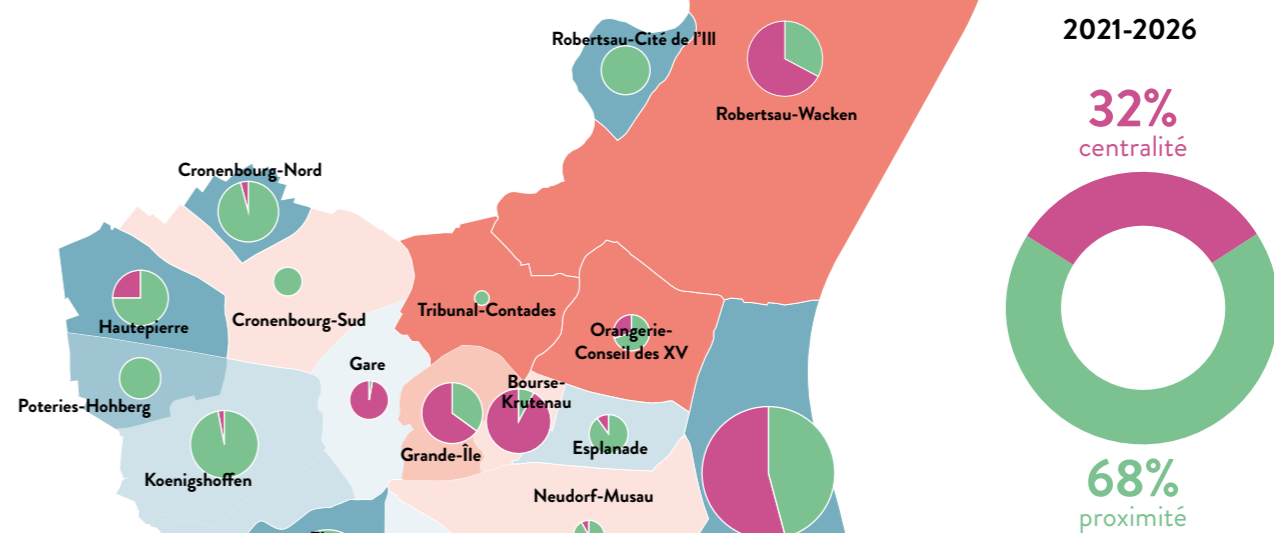 2021-2026
Robertsau-Cité de l'Ill
32%
centralité
Robertsau-Wacken
Cronenbourg-Nord
Tribunal-Contades
Cronenbourg-Sud
Hautepierre
Orangerie-
Conseil des XV
Gare
Bourse-
Krutenau
Poteries-Hohberg
Grande-Île
Esplanade
Koenigshoffen
68%
proximité
Neudorf-Musau